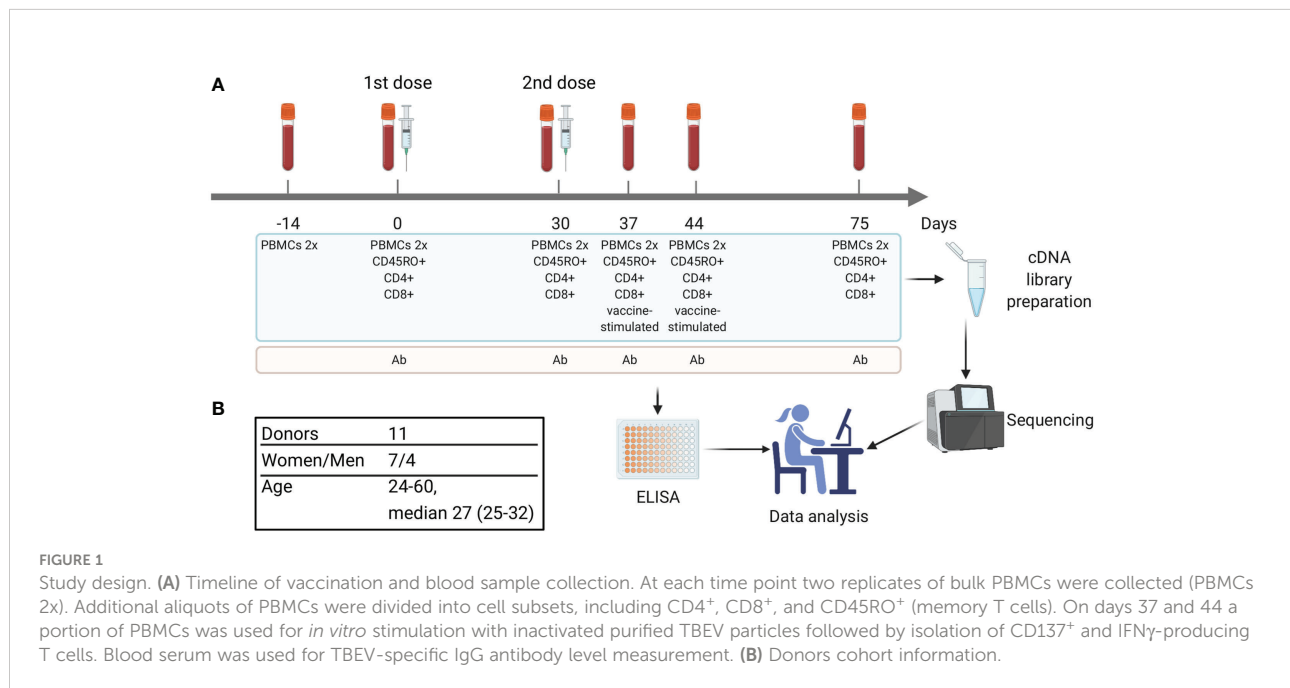 A
1st dose
2nd dose
-14 0 30 37 44 75 Days
PBMCs 2x
PBMCs 2x
CD45RO+
CD4+
CD8+
PBMCs 2x
CD45RO+
CD4+
CD8+
PBMCs 2x
CD45RO+
CD4+
CD8+
vaccine-
stimulated
PBMCs 2x
CD45RO+
CD4+
CD8+
vaccine-
stimulated
PBMCs 2x
CD45RO+
CD4+
CD8+
cDNA
library
preparation
Ab Ab Ab Ab Ab
B
Donors 11
Women/Men 7/4
Age 24-60,
median 27 (25-32)
ELISA
Data analysis
Sequencing
FIGURE 1
Study design. (A) Timeline of vaccination and blood sample collection. At each time point two replicates of bulk PBMCs were collected (PBMCs
2x). Additional aliquots of PBMCs were divided into cell subsets, including CD4⁺, CD8⁺, and CD45RO⁺ (memory T cells). On days 37 and 44 a
portion of PBMCs was used for in vitro stimulation with inactivated purified TBEV particles followed by isolation of CD137⁺ and IFNγ-producing
T cells. Blood serum was used for TBEV-specific IgG antibody level measurement. (B) Donors cohort information.